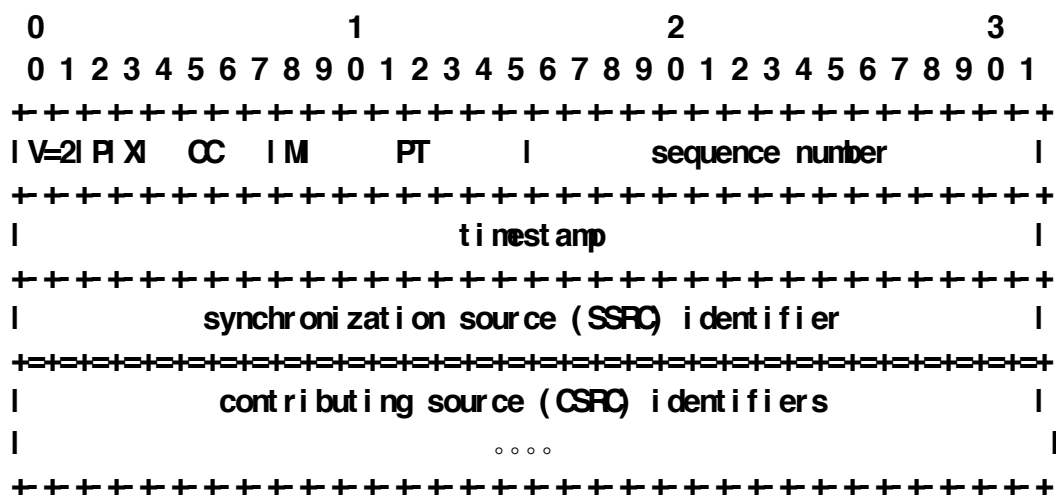 0                   1                   2                   3
0 1 2 3 4 5 6 7 8 9 0 1 2 3 4 5 6 7 8 9 0 1 2 3 4 5 6 7 8 9 0 1
+-+-+-+-+-+-+-+-+-+-+-+-+-+-+-+-+-+-+-+-+-+-+-+-+-+-+-+-+-+-+-+-+
|V=2|P|X|  CC   |M|     PT      |       sequence number         |
+-+-+-+-+-+-+-+-+-+-+-+-+-+-+-+-+-+-+-+-+-+-+-+-+-+-+-+-+-+-+-+-+
|                           timestamp                           |
+-+-+-+-+-+-+-+-+-+-+-+-+-+-+-+-+-+-+-+-+-+-+-+-+-+-+-+-+-+-+-+-+
|           synchronization source (SSRC) identifier            |
+=+=+=+=+=+=+=+=+=+=+=+=+=+=+=+=+=+=+=+=+=+=+=+=+=+=+=+=+=+=+=+=+
|            contributing source (CSRC) identifiers             |
|                             。。。。                             |
+-+-+-+-+-+-+-+-+-+-+-+-+-+-+-+-+-+-+-+-+-+-+-+-+-+-+-+-+-+-+-+-+